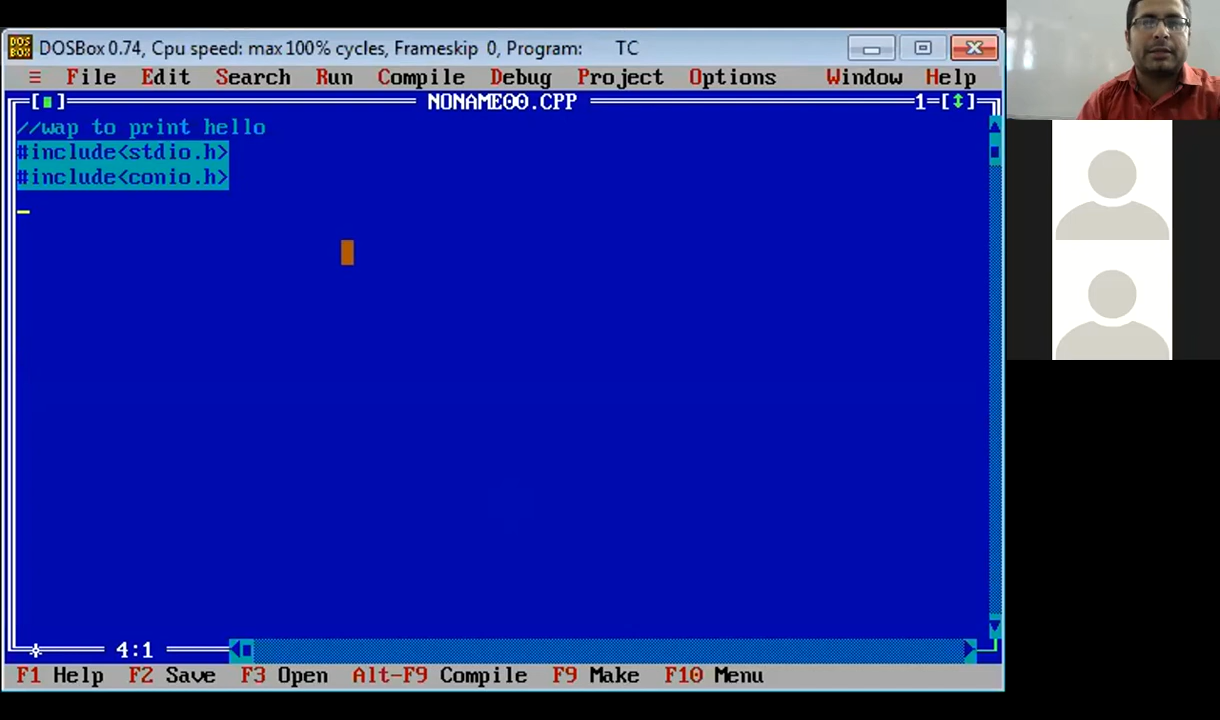 DOSBox 0.74, Cpu speed: max 100% cycles, Frameskip 0, Program: TC
≡ File Edit Search Run Compile Debug Project Options Window Help
[■] NONAME00.CPP 1=[↕]
//wap to print hello
#include<stdio.h>
#include<conio.h>
4:1
F1 Help F2 Save F3 Open Alt-F9 Compile F9 Make F10 Menu